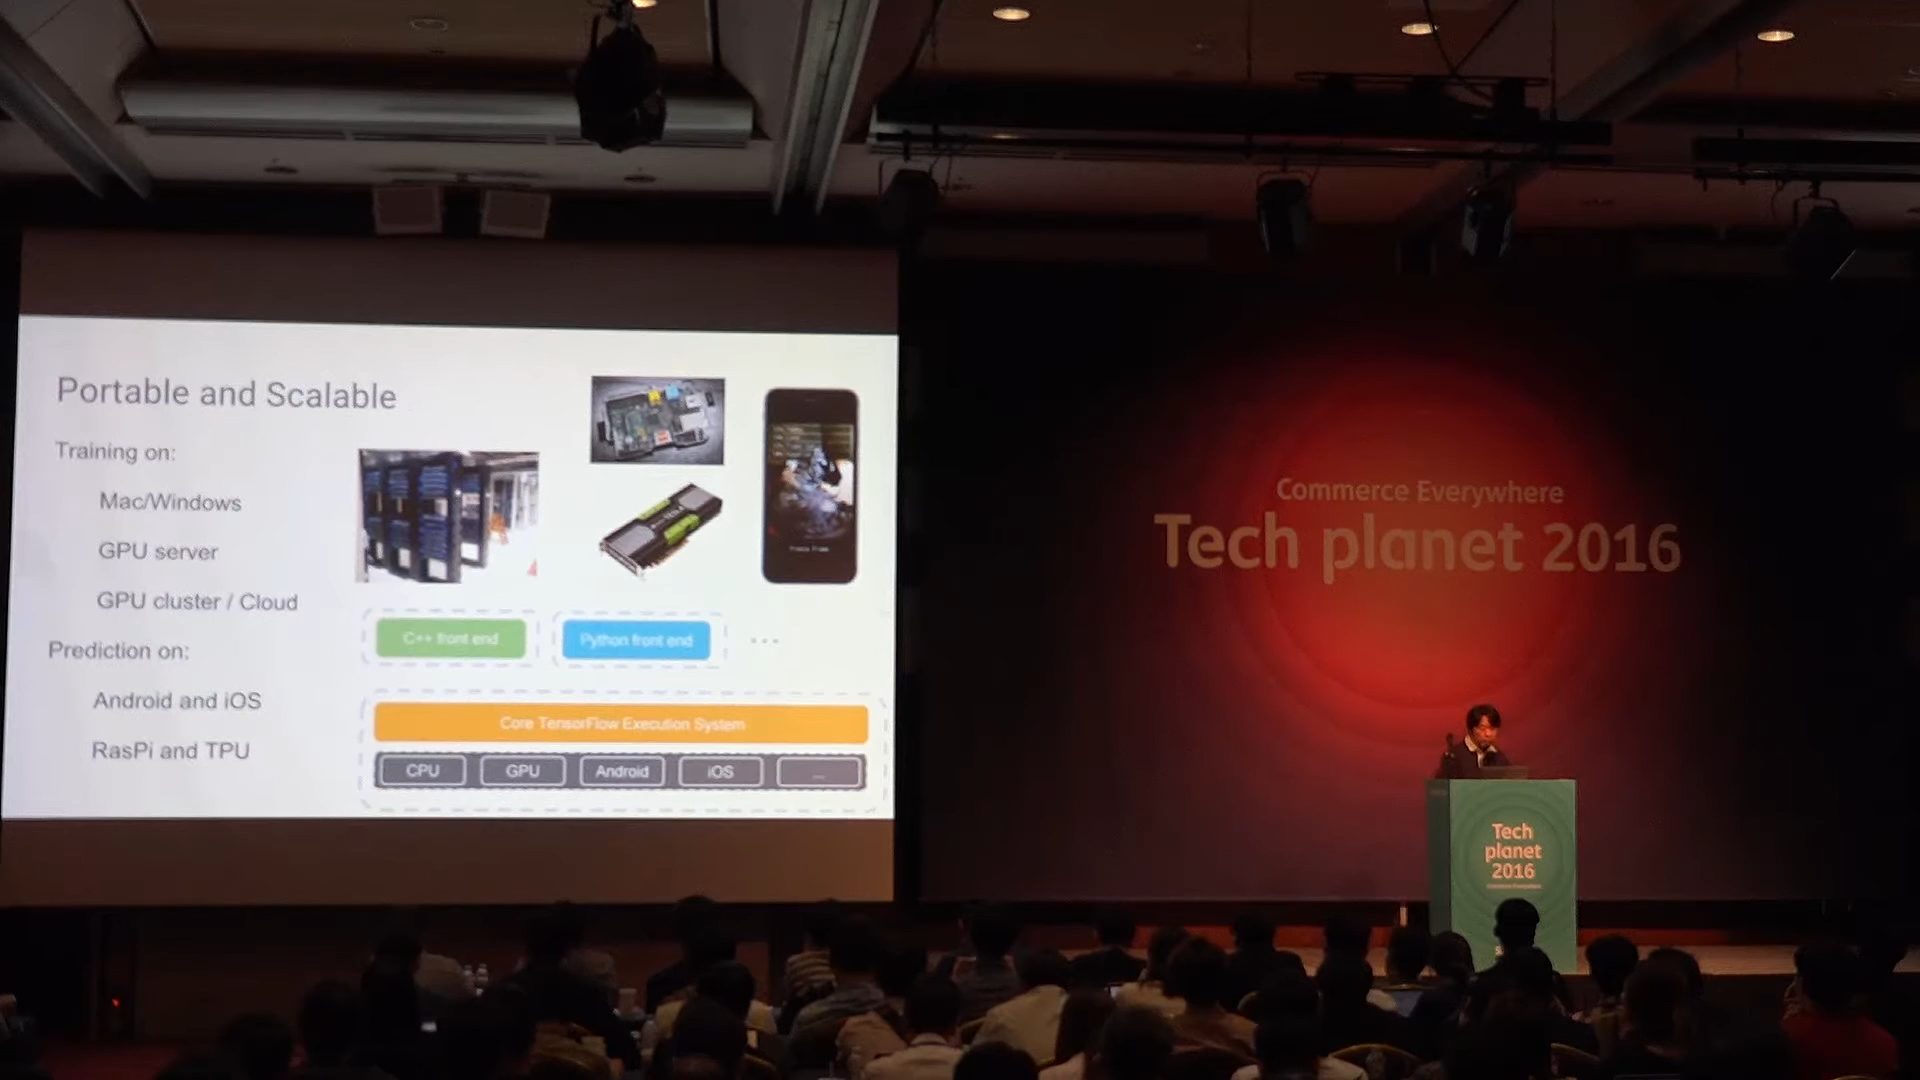 Portable and Scalable
Training on:
Mac/Windows
GPU server
GPU cluster / Cloud
Prediction on:
Android and iOS
RasPi and TPU
C++ front end
Python front end
...
Core TensorFlow Execution System
CPU
GPU
Android
iOS
...
Commerce Everywhere
Tech planet 2016
Tech
planet
2016
Commerce Everywhere